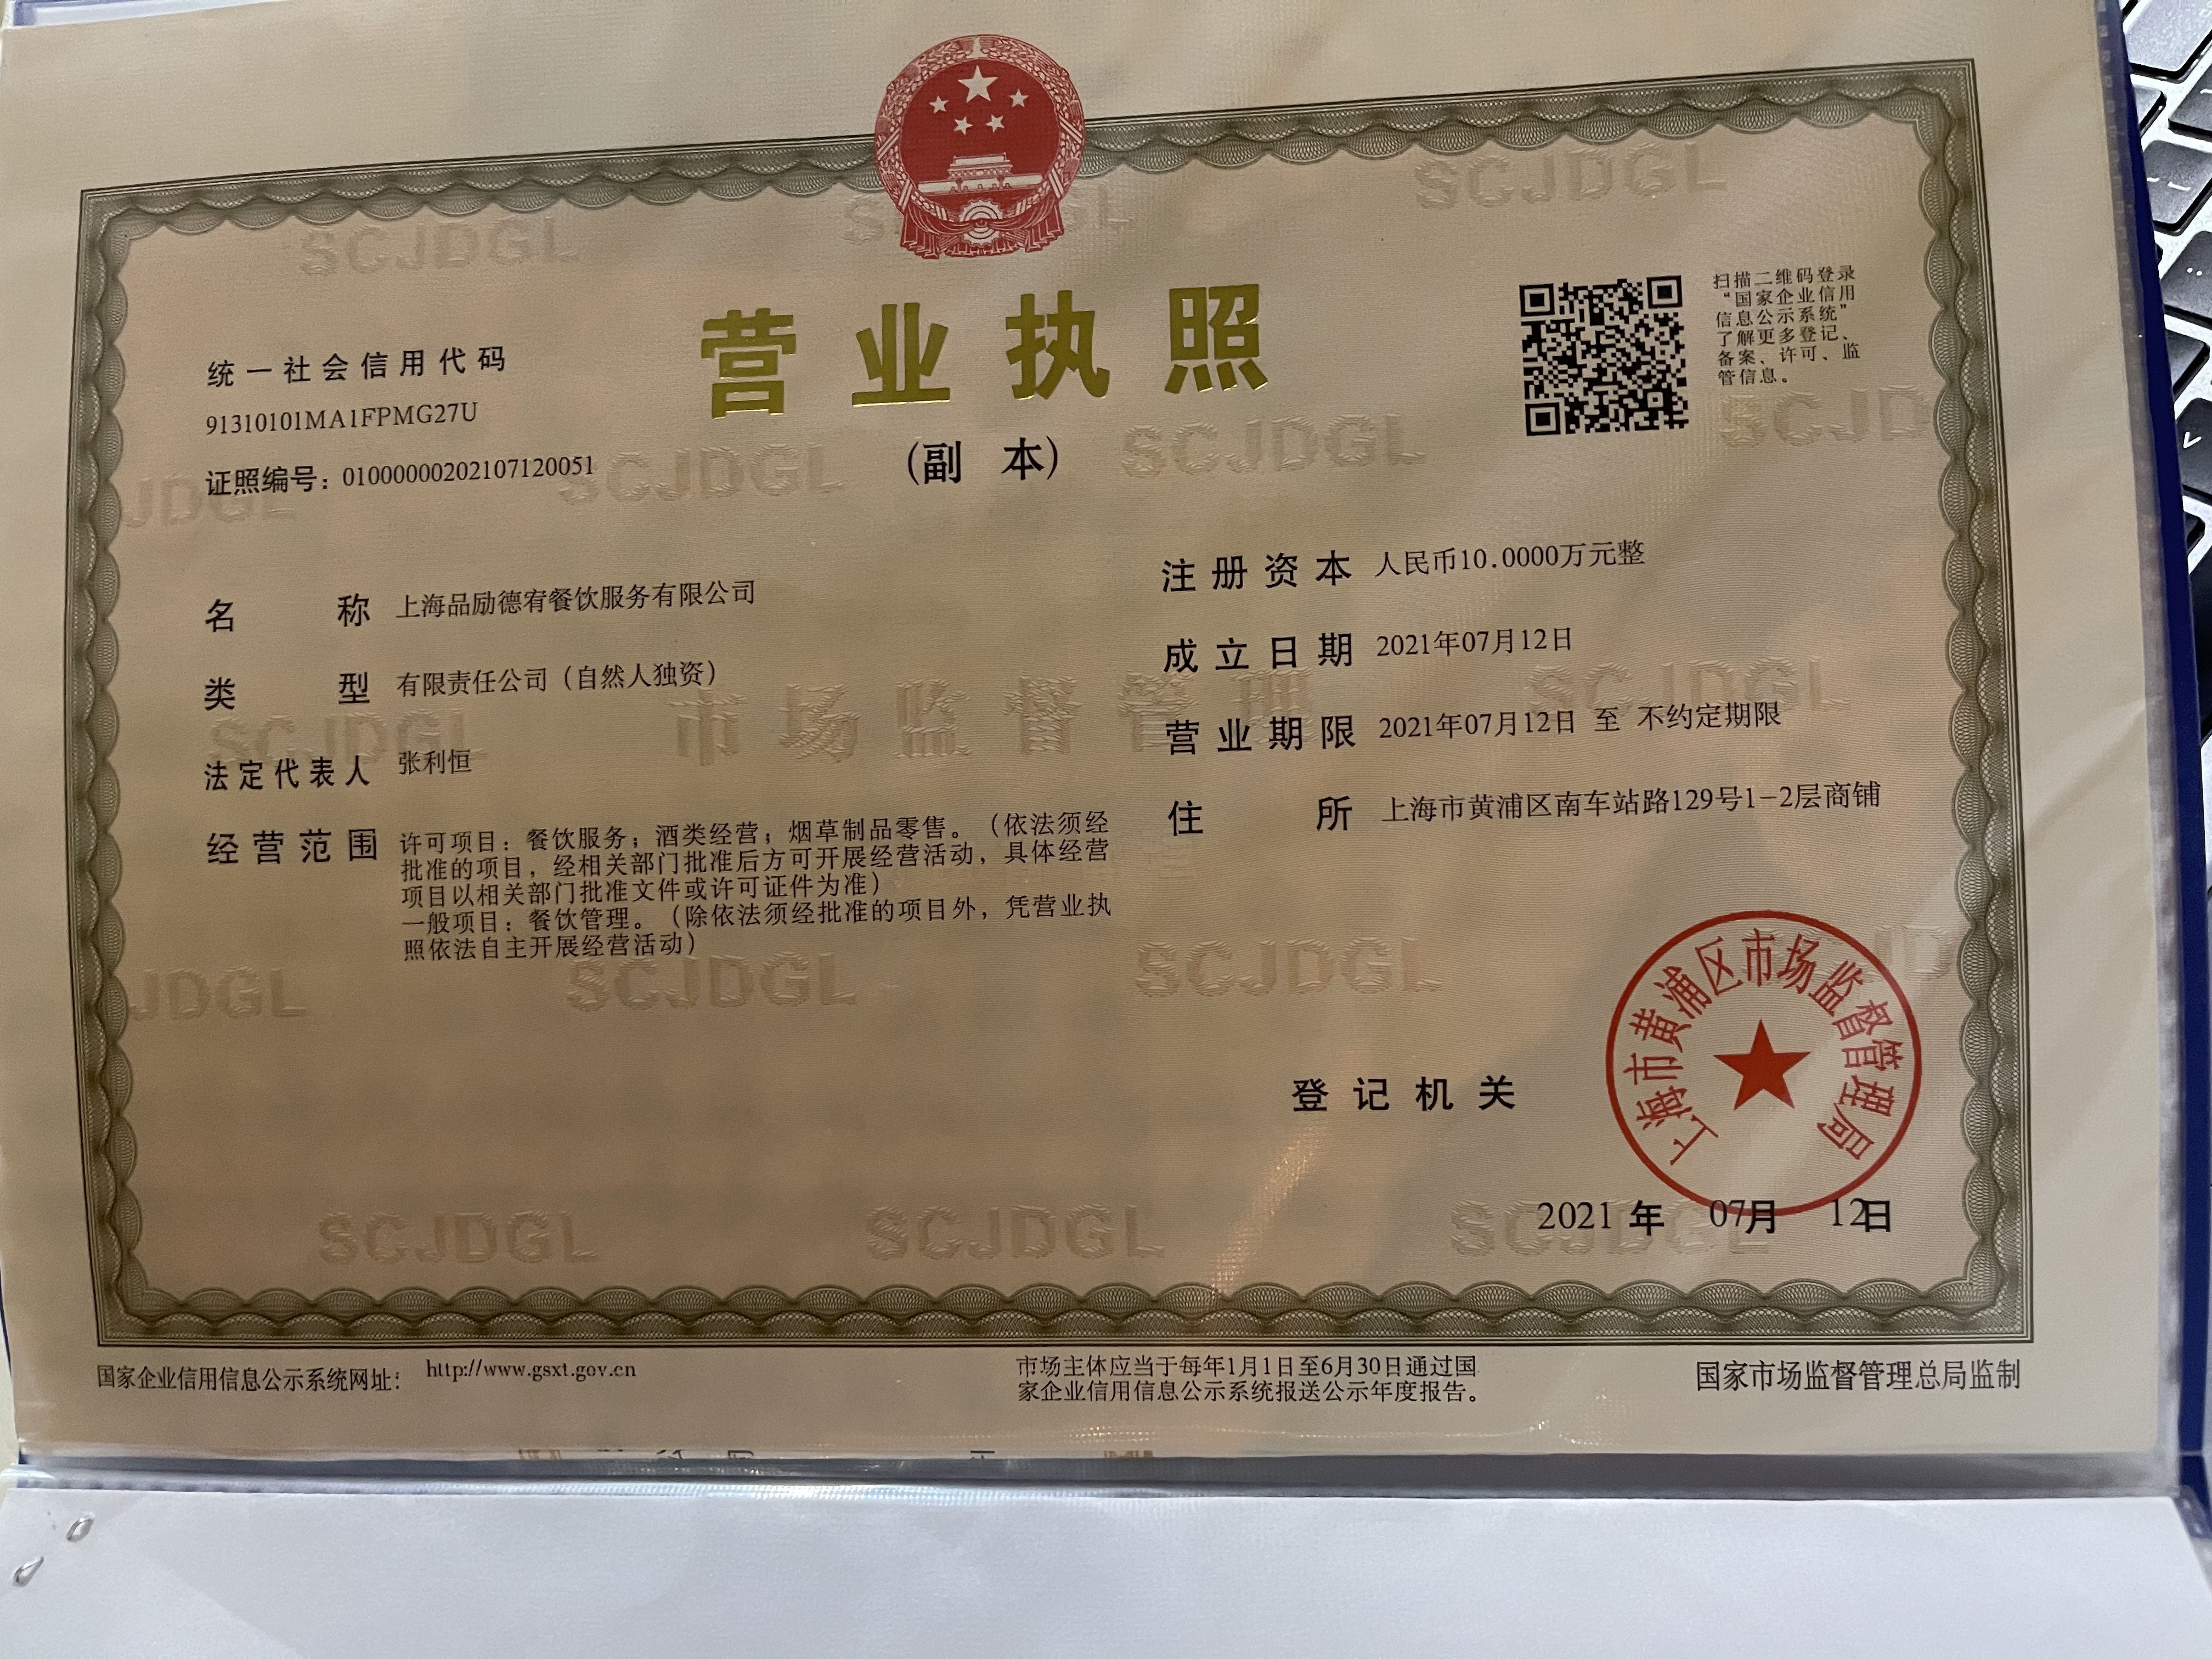 营业执照
(副 本)
统一社会信用代码
91310101MA1FPMG27U
证照编号：01000000202107120051
扫描二维码登录
“国家企业信用
信息公示系统”
了解更多登记、
备案、许可、监
管信息。
名 称 上海品励德宥餐饮服务有限公司
类 型 有限责任公司（自然人独资）
法定代表人 张利恒
经营范围 许可项目：餐饮服务；酒类经营；烟草制品零售。（依法须经
批准的项目，经相关部门批准后方可开展经营活动，具体经营
项目以相关部门批准文件或许可证件为准）
一般项目：餐饮管理。（除依法须经批准的项目外，凭营业执
照依法自主开展经营活动）
注册资本 人民币10.0000万元整
成立日期 2021年07月12日
营业期限 2021年07月12日 至 不约定期限
住 所 上海市黄浦区南车站路129号1-2层商铺
登记机关
上海市黄浦区市场监督管理局
2021 年 07月 12日
国家企业信用信息公示系统网址： http://www.gsxt.gov.cn
市场主体应当于每年1月1日至6月30日通过国
家企业信用信息公示系统报送公示年度报告。
国家市场监督管理总局监制
SCJDGL
市场监督管理